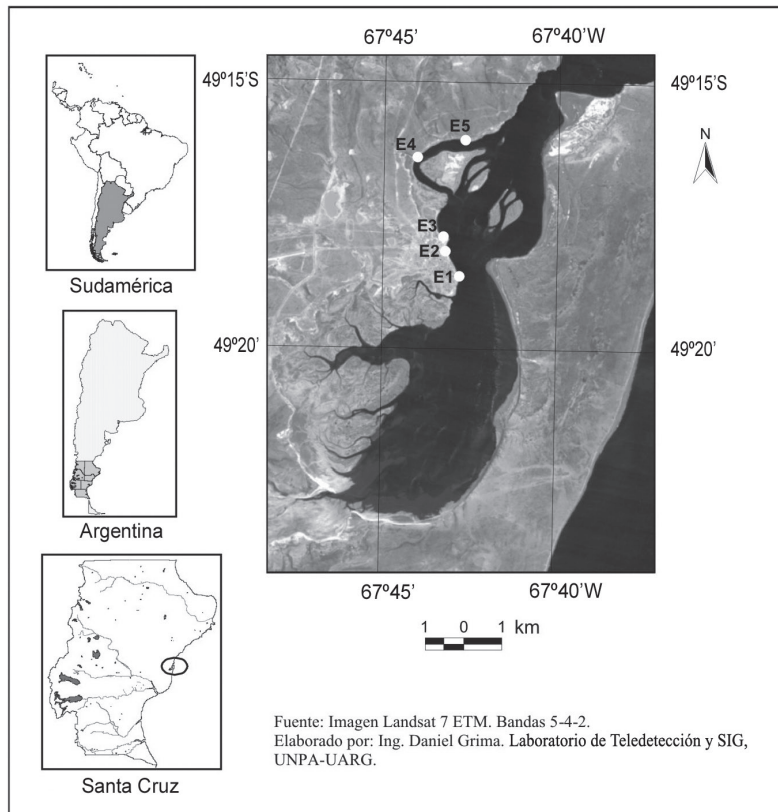 67º45'
67º40'W
49º15'S
49º15'S
N
E5
E4
E3
E2
E1
Sudamérica
49º20'
49º20'
Argentina
67º45'
67º40'W
1 0 1 km
Santa Cruz
Fuente: Imagen Landsat 7 ETM. Bandas 5-4-2.
Elaborado por: Ing. Daniel Grima. Laboratorio de Teledetección y SIG,
UNPA-UARG.